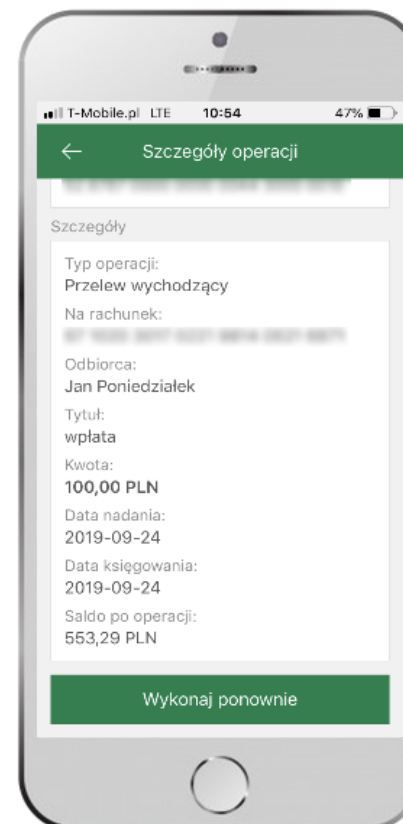 T-Mobile.pl LTE 10:54 47%
Szczegóły operacji
Szczegóły
Typ operacji:
Przelew wychodzący
Na rachunek:
Odbiorca:
Jan Poniedziałek
Tytuł:
wpłata
Kwota:
100,00 PLN
Data nadania:
2019-09-24
Data księgowania:
2019-09-24
Saldo po operacji:
553,29 PLN
Wykonaj ponownie